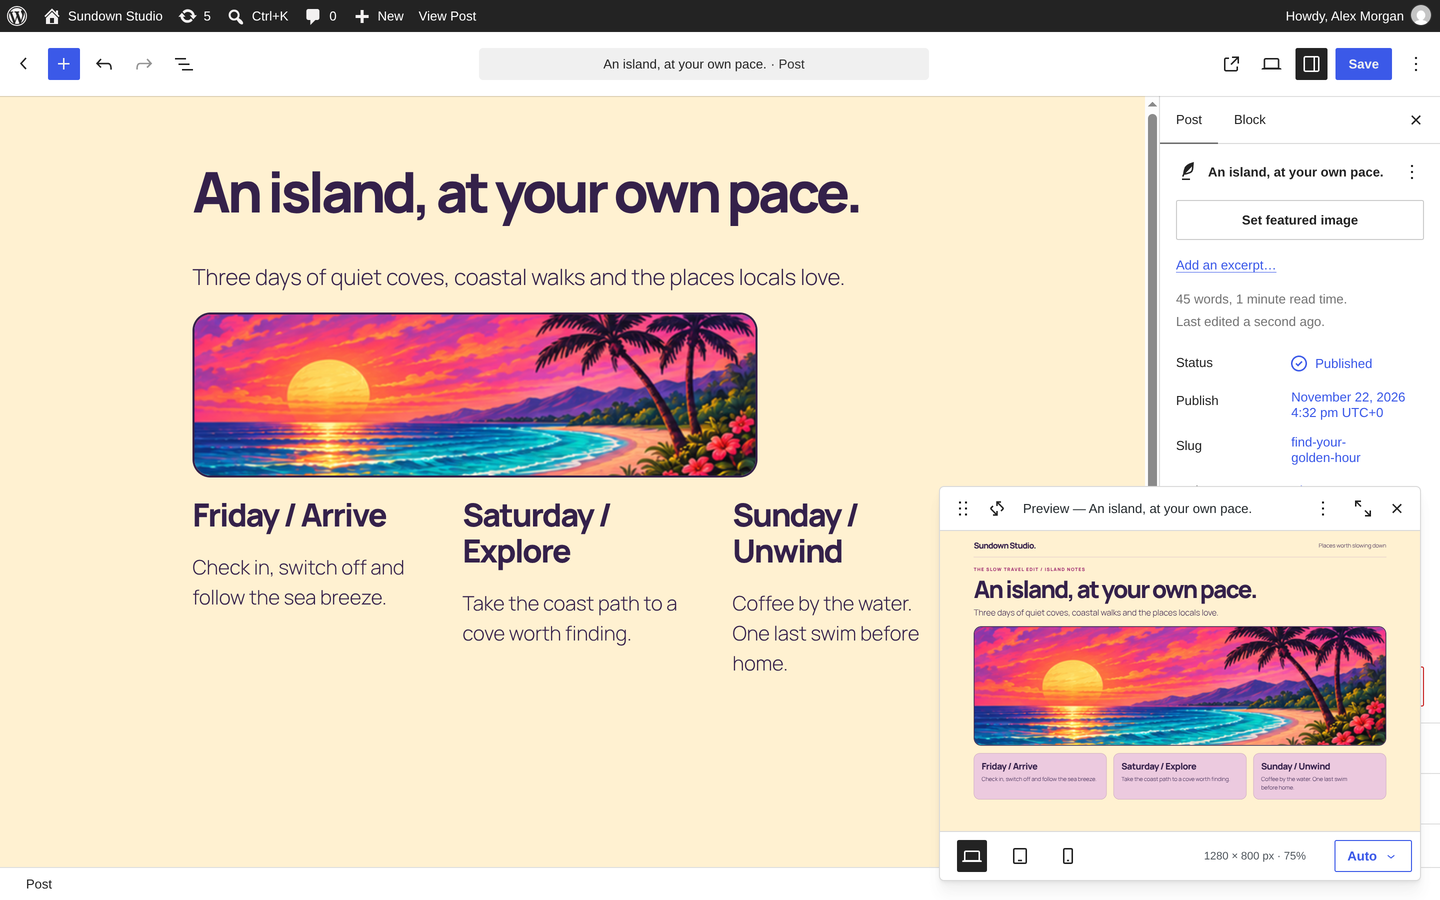 Sundown Studio
5
Ctrl+K
0
New
View Post
Howdy, Alex Morgan
An island, at your own pace. · Post
Save
An island, at your own pace.
Three days of quiet coves, coastal walks and the places locals love.
Friday / Arrive
Check in, switch off and
follow the sea breeze.
Saturday /
Explore
Take the coast path to a
cove worth finding.
Sunday /
Unwind
Coffee by the water.
One last swim before
home.
Post
Block
An island, at your own pace.
Set featured image
Add an excerpt…
45 words, 1 minute read time.
Last edited a second ago.
Status
Published
Publish
November 22, 2026
4:32 pm UTC+0
Slug
find-your-
golden-hour
Preview — An island, at your own pace.
Sundown Studio.
Places worth slowing down
THE SLOW TRAVEL EDIT / ISLAND NOTES
An island, at your own pace.
Three days of quiet coves, coastal walks and the places locals love.
Friday / Arrive
Check in, switch off and follow the sea breeze
Saturday / Explore
Take the coast path to a cove worth finding.
Sunday / Unwind
Coffee by the water. One last swim
before home.
1280 × 800 px · 75%
Auto
Post